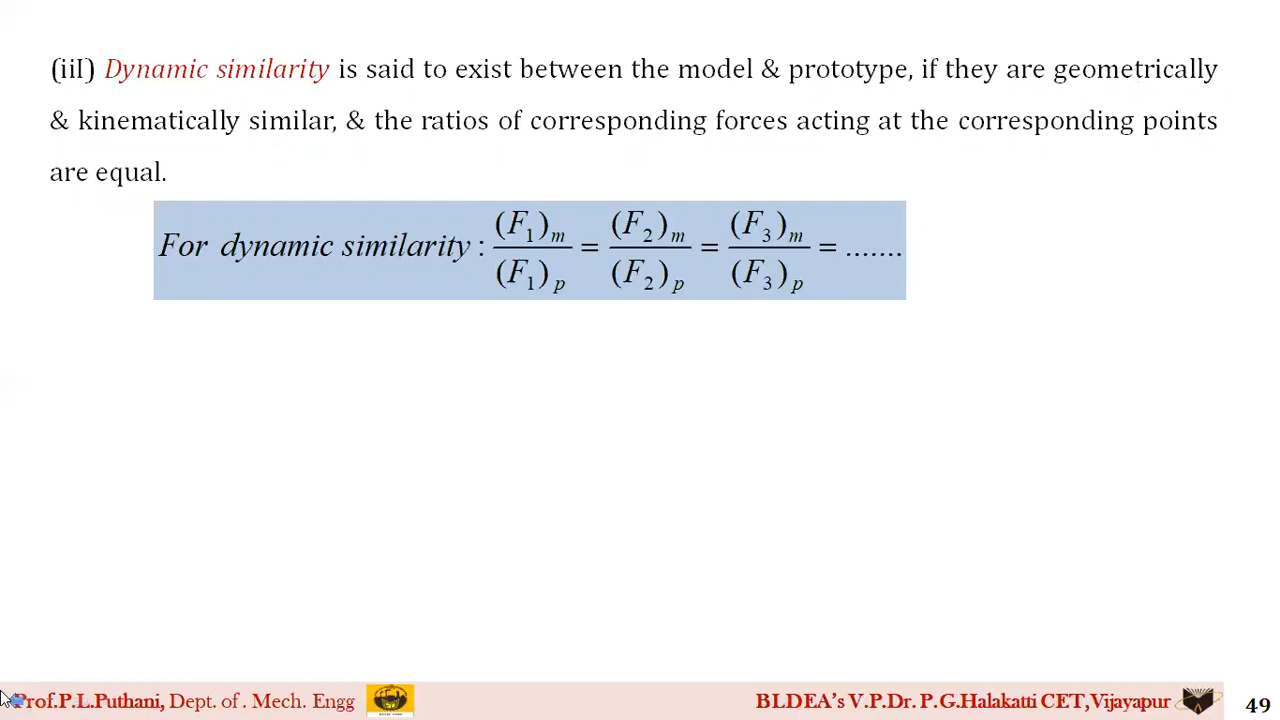 (iiI) Dynamic similarity is said to exist between the model & prototype, if they are geometrically
& kinematically similar, & the ratios of corresponding forces acting at the corresponding points
are equal.
For dynamic similarity : (F₁)ₘ/(F₁)ₚ = (F₂)ₘ/(F₂)ₚ = (F₃)ₘ/(F₃)ₚ = .......
Prof.P.L.Puthani, Dept. of . Mech. Engg
BLDEA's V.P.Dr. P.G.Halakatti CET,Vijayapur
49